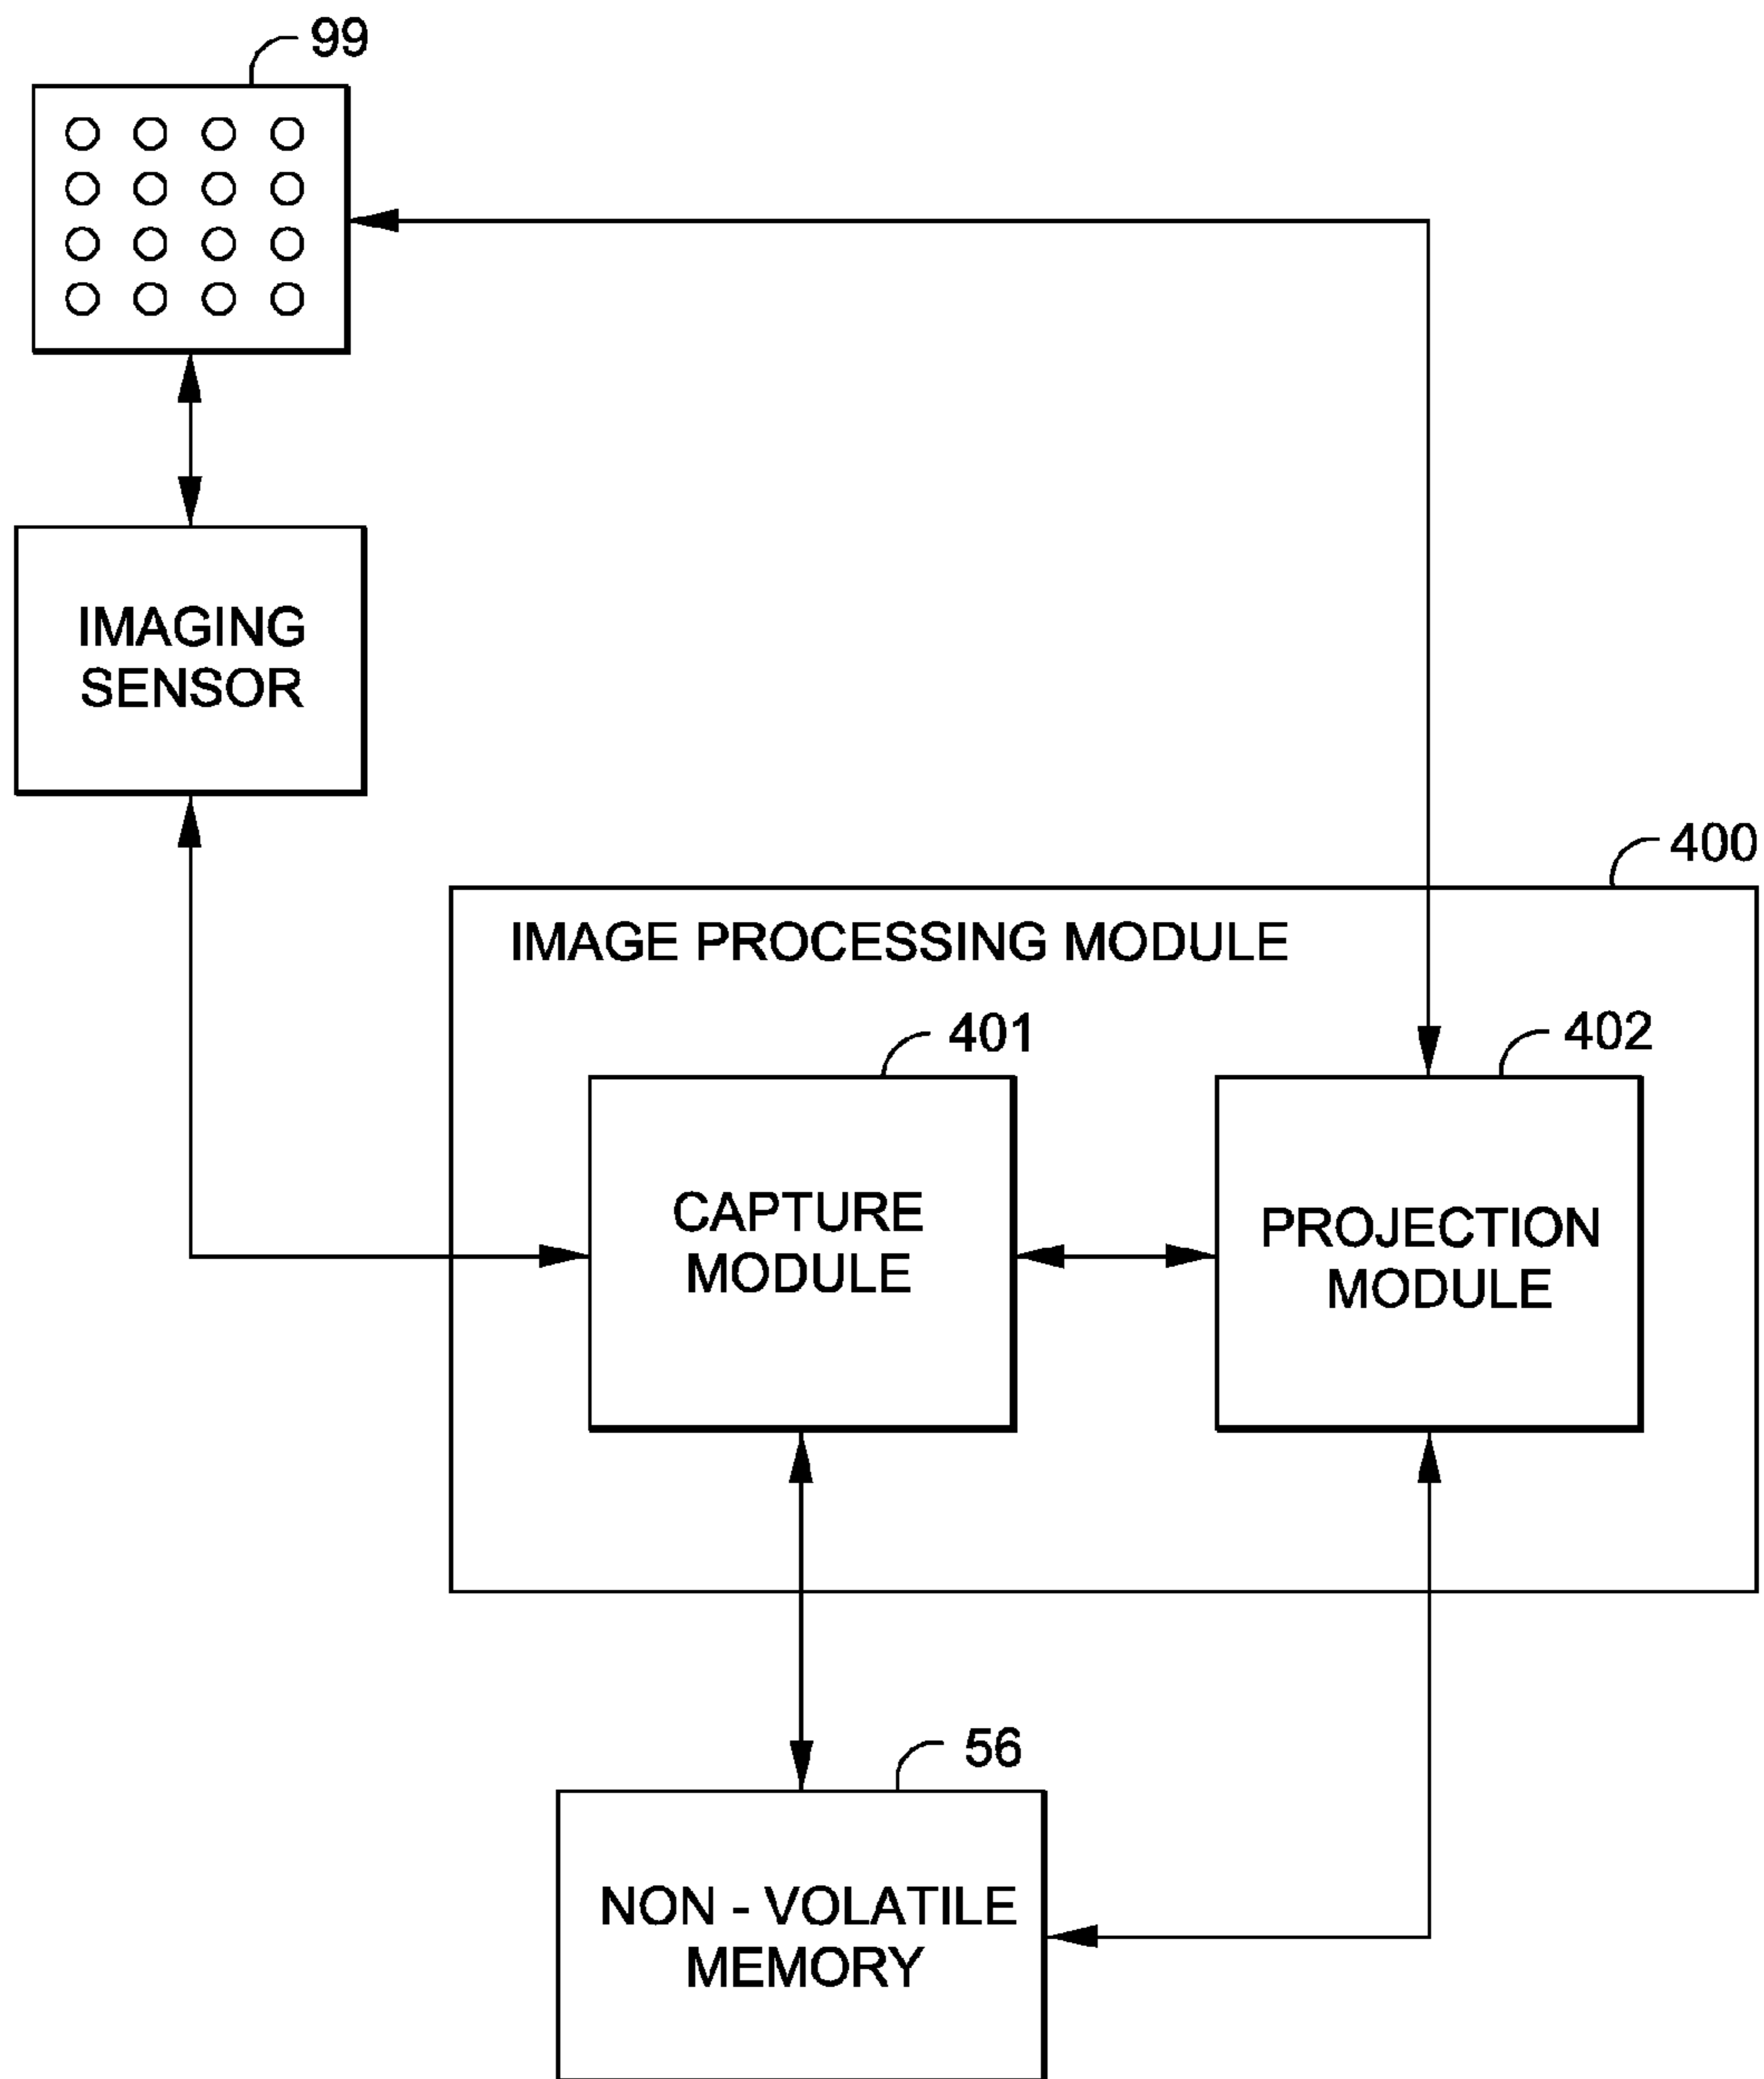 99
IMAGING
SENSOR
400
IMAGE PROCESSING MODULE
401
402
CAPTURE
MODULE
PROJECTION
MODULE
56
NON - VOLATILE
MEMORY